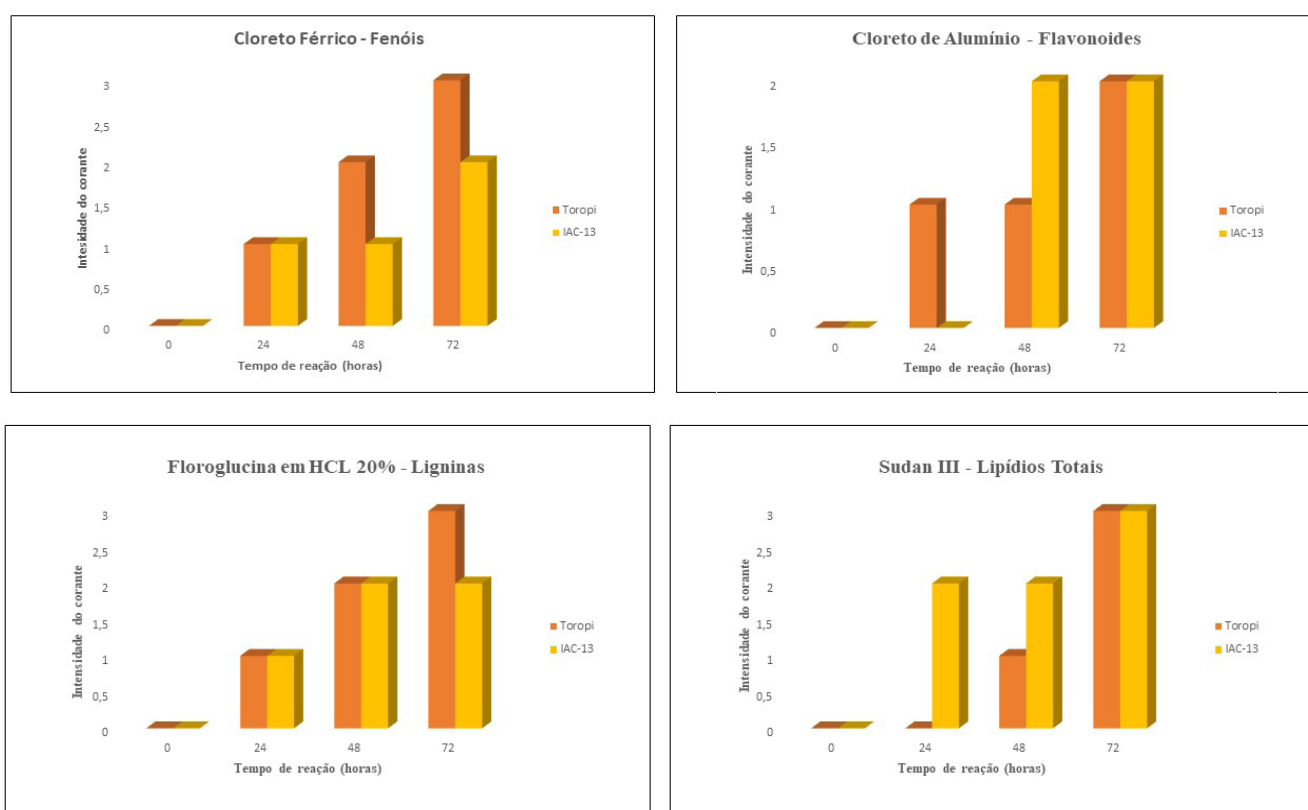 Cloreto Férrico - Fenóis
3
2,5
2
1,5
1
0,5
0
Intesidade do corante
0 24 48 72
Tempo de reação (horas)
Toropi
IAC-13
Cloreto de Alumínio - Flavonoides
2
1,5
1
0,5
0
Intensidade do corante
0 24 48 72
Tempo de reação (horas)
Toropi
IAC-13
Floroglucina em HCL 20% - Ligninas
3
2,5
2
1,5
1
0,5
0
Intensidade do corante
0 24 48 72
Tempo de reação (horas)
Toropi
IAC-13
Sudan III - Lipídios Totais
3
2,5
2
1,5
1
0,5
0
Intensidade do corante
0 24 48 72
Tempo de reação (horas)
Toropi
IAC-13